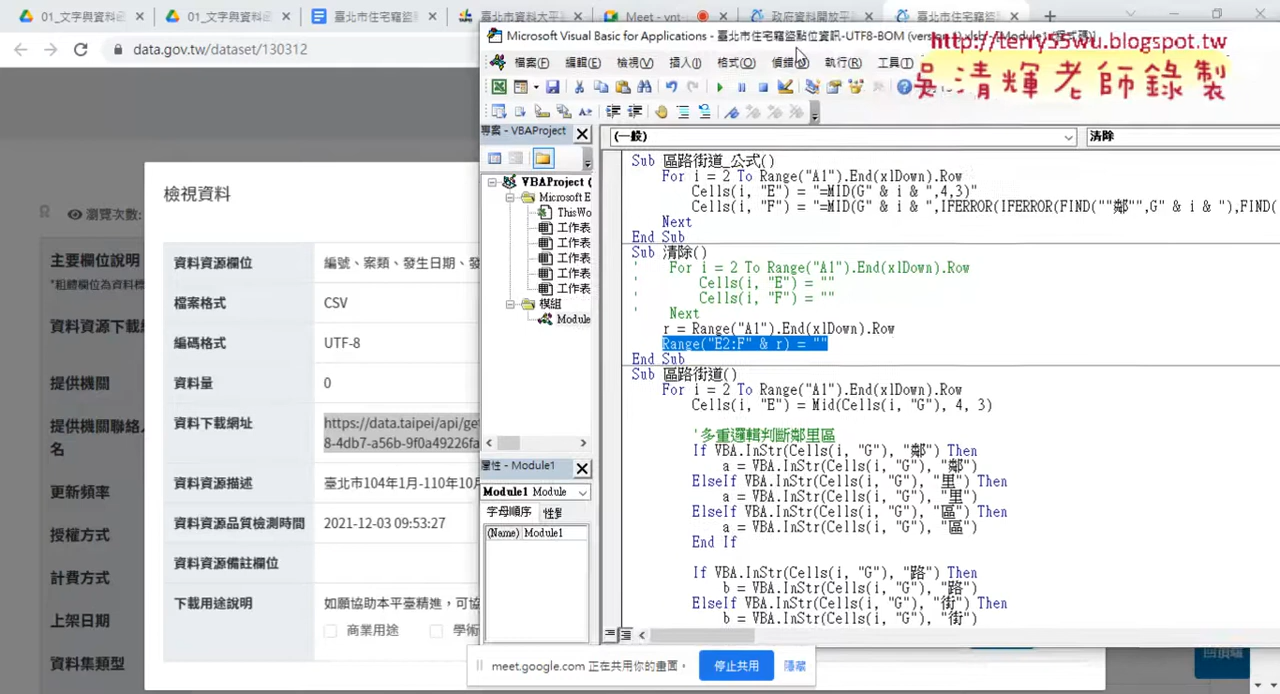 01_文字與資料函
01_文字與資料函
臺北市住宅竊盜
臺北市資料大平
Meet - vnt-
政府資料開放平
臺北市住宅竊盜
data.gov.tw/dataset/130312
Microsoft Visual Basic for Applications - 臺北市住宅竊盜點位資訊-UTF8-BOM (version
http://terry55wu.blogspot.tw
吳清輝老師錄製
檔案(F) 編輯(E) 檢視(V) 插入(I) 格式(O) 偵錯 執行(R) 工具(T)
專案 - VBAProject
(一般)
清除
VBAProject (
Microsoft E
ThisWo
工作表
工作表
工作表
工作表
工作表
模組
Module
屬性 - Module1
Module1 Module
字母順序
(Name) Module1
Sub 區路街道_公式()
For i = 2 To Range("A1").End(xlDown).Row
Cells(i, "E") = "=MID(G" & i & ",4,3)"
Cells(i, "F") = "=MID(G" & i & ",IFERROR(IFERROR(FIND(""鄰"",G" & i & "),FIND(
Next
End Sub
Sub 清除()
' For i = 2 To Range("A1").End(xlDown).Row
' Cells(i, "E") = ""
' Cells(i, "F") = ""
' Next
r = Range("A1").End(xlDown).Row
Range("E2:F" & r) = ""
End Sub
Sub 區路街道()
For i = 2 To Range("A1").End(xlDown).Row
Cells(i, "E") = Mid(Cells(i, "G"), 4, 3)
'多重邏輯判斷鄰里區
If VBA.InStr(Cells(i, "G"), "鄰") Then
a = VBA.InStr(Cells(i, "G"), "鄰")
ElseIf VBA.InStr(Cells(i, "G"), "里") Then
a = VBA.InStr(Cells(i, "G"), "里")
ElseIf VBA.InStr(Cells(i, "G"), "區") Then
a = VBA.InStr(Cells(i, "G"), "區")
End If
If VBA.InStr(Cells(i, "G"), "路") Then
b = VBA.InStr(Cells(i, "G"), "路")
ElseIf VBA.InStr(Cells(i, "G"), "街") Then
b = VBA.InStr(Cells(i, "G"), "街")
瀏覽次數:
主要欄位說明
資料資源下載
提供機關
提供機關聯絡人
名
更新頻率
授權方式
計費方式
上架日期
資料集類型
檢視資料
資料資源欄位 編號、案類、發生日期、發
檔案格式 CSV
編碼格式 UTF-8
資料量 0
資料下載網址 https://data.taipei/api/get
8-4db7-a56b-9f0a49226fa
資料資源描述 臺北市104年1月-110年10月
資料資源品質檢測時間 2021-12-03 09:53:27
資料資源備註欄位
下載用途說明 如願協助本平臺精進，可協
商業用途 學術
meet.google.com 正在共用你的畫面。 停止共用 隱藏
回頂端